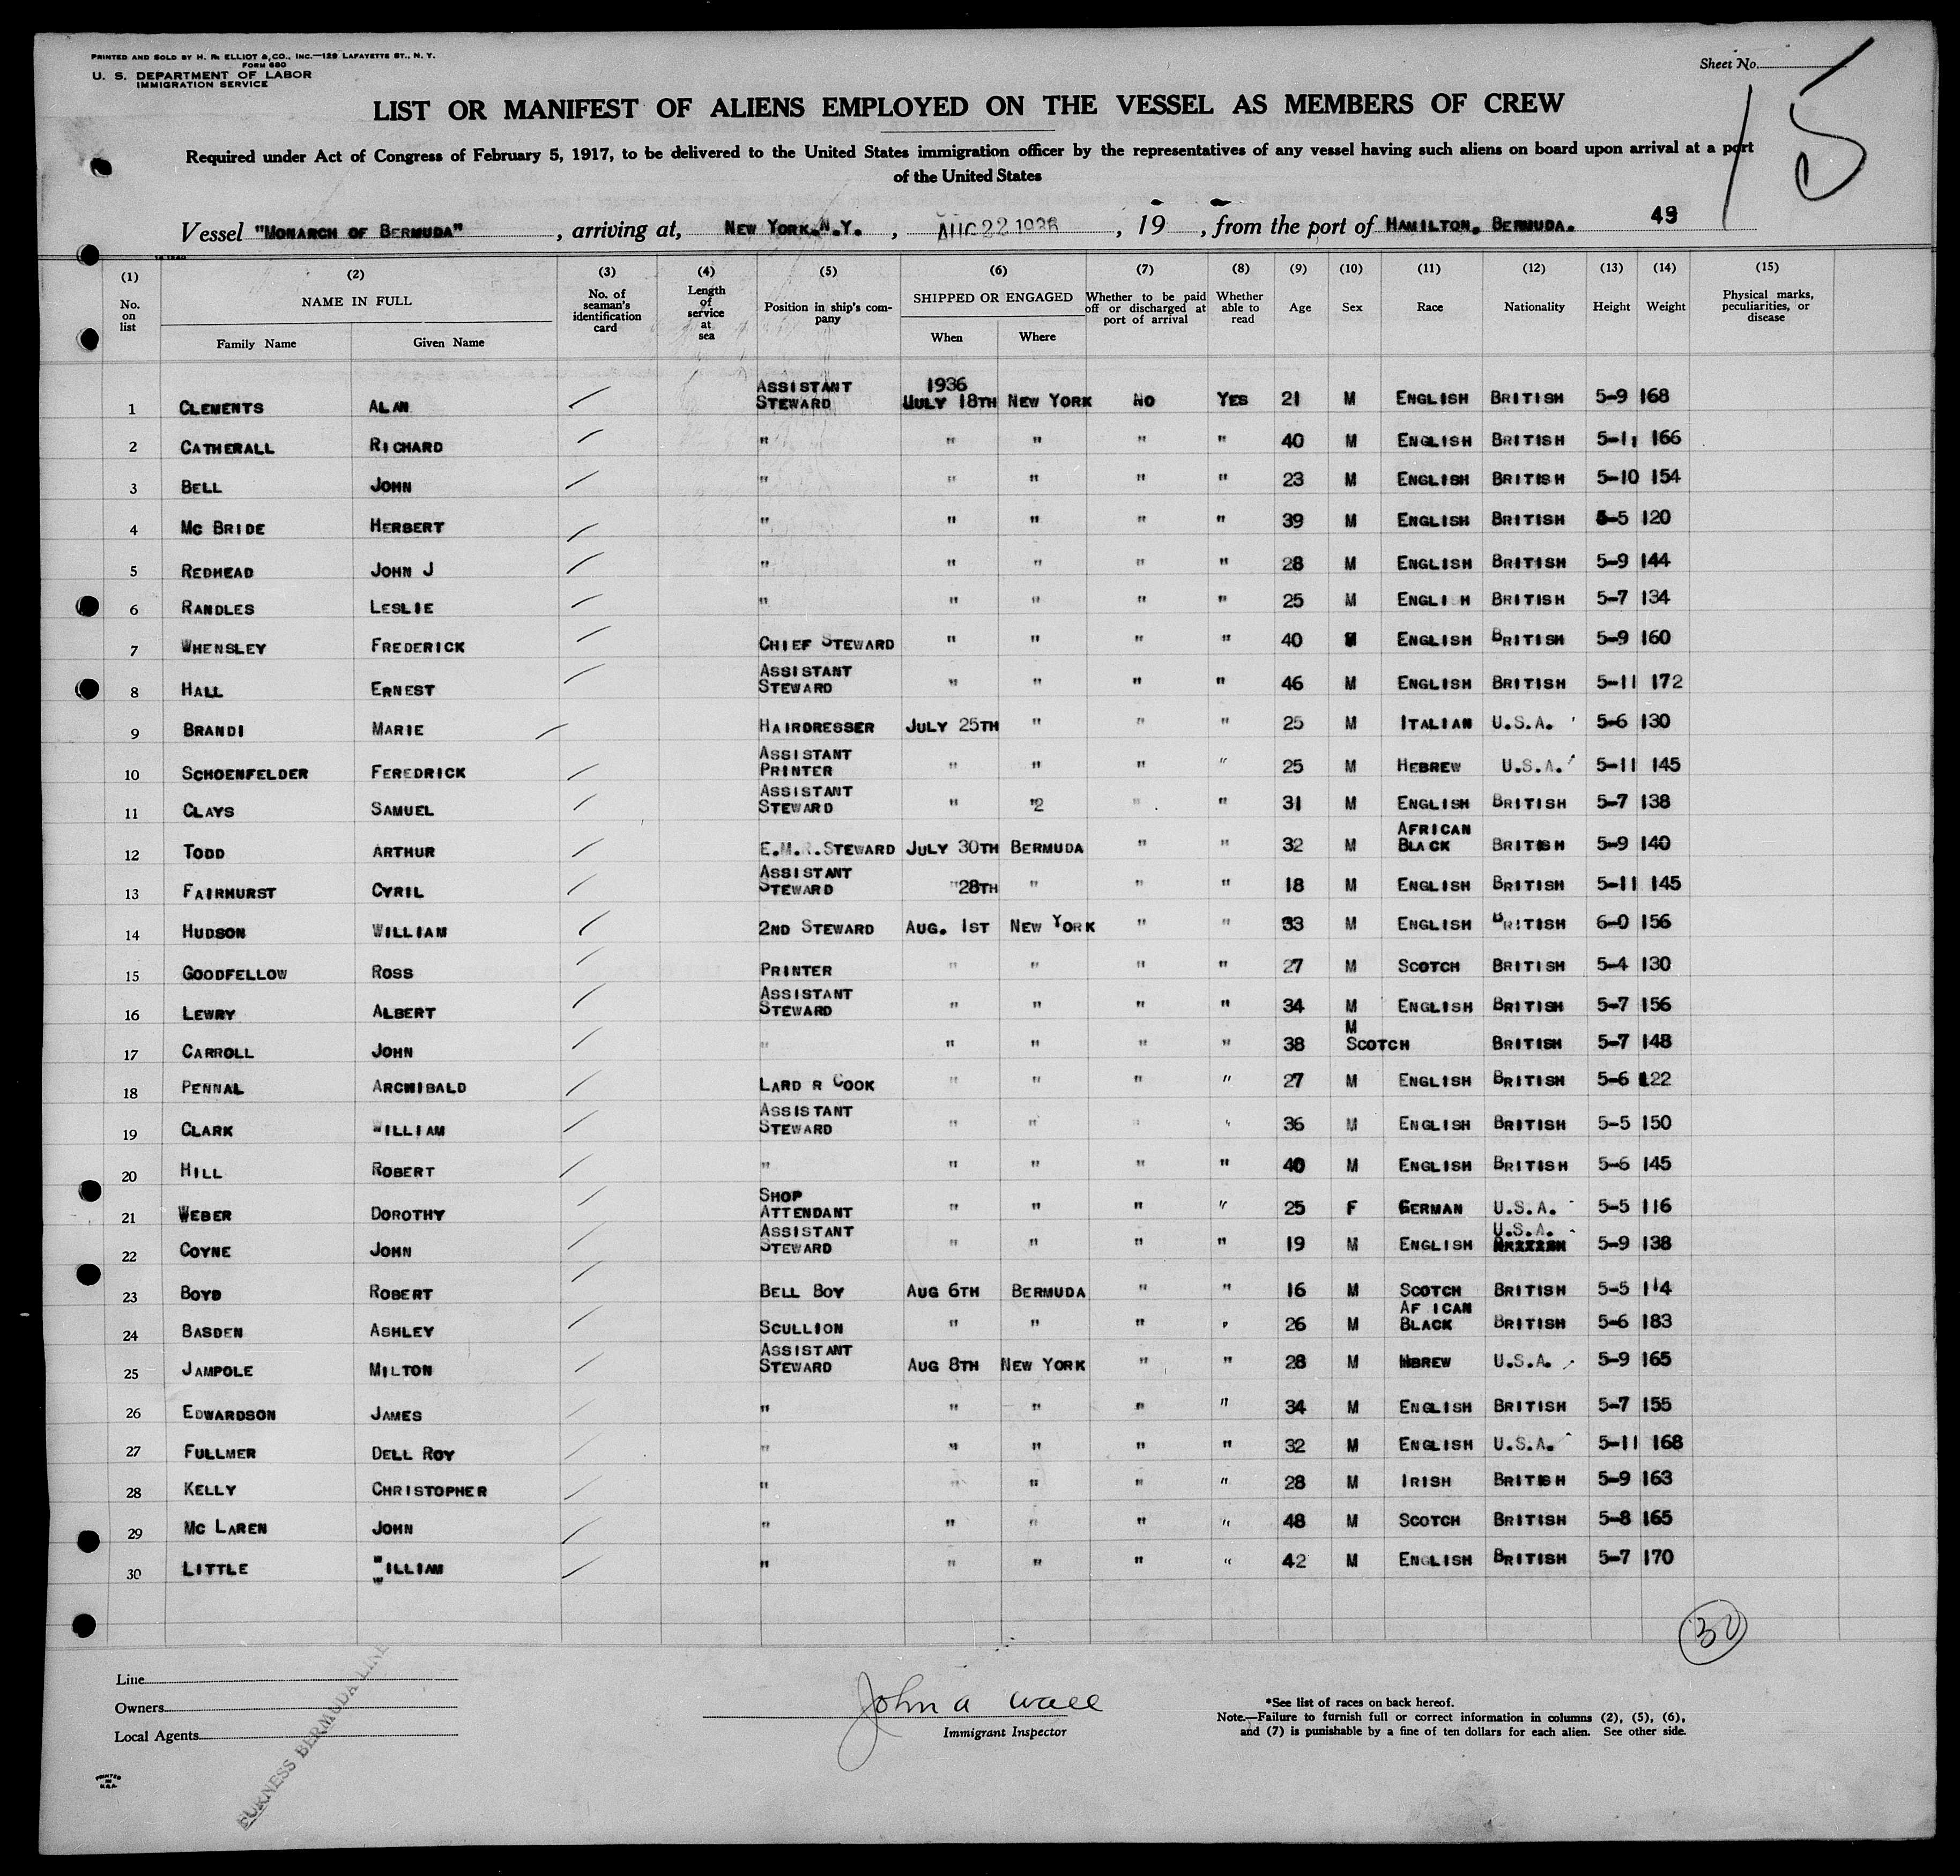 PRINTED AND SOLD BY H. R. ELLIOT & CO., INC.—129 LAFAYETTE ST., N. Y.
FORM 680
U. S. DEPARTMENT OF LABOR
IMMIGRATION SERVICE
Sheet No.
15
LIST OR MANIFEST OF ALIENS EMPLOYED ON THE VESSEL AS MEMBERS OF CREW
Required under Act of Congress of February 5, 1917, to be delivered to the United States immigration officer by the representatives of any vessel having such aliens on board upon arrival at a port
of the United States
Vessel "MONARCH OF BERMUDA", arriving at, NEW YORK.N.Y., AUG 22 1936, 19, from the port of HAMILTON, BERMUDA. 49
(1) (2) (3) (4) (5) (6) (7) (8) (9) (10) (11) (12) (13) (14) (15)
No. on list NAME IN FULL Family Name Given Name No. of seaman's identification card Length of service at sea Position in ship's company SHIPPED OR ENGAGED When Where Whether to be paid off or discharged at port of arrival Whether able to read Age Sex Race Nationality Height Weight Physical marks, peculiarities, or disease
1 CLEMENTS ALAN ASSISTANT STEWARD 1936 JULY 18TH NEW YORK NO YES 21 M ENGLISH BRITISH 5-9 168
2 CATHERALL RICHARD " " " " " 40 M ENGLISH BRITISH 5-11 166
3 BELL JOHN " " " " " 23 M ENGLISH BRITISH 5-10 154
4 MC BRIDE HERBERT " " " " " 39 M ENGLISH BRITISH 5-5 120
5 REDHEAD JOHN J " " " " " 28 M ENGLISH BRITISH 5-9 144
6 RANDLES LESLIE " " " " " 25 M ENGLI H BRITISH 5-7 134
7 WHENSLEY FREDERICK CHIEF STEWARD " " " " 40 M ENGLISH BRITISH 5-9 160
8 HALL ERNEST ASSISTANT STEWARD " " " " 46 M ENGLISH BRITISH 5-11 172
9 BRANDI MARIE HAIRDRESSER JULY 25TH " " " 25 M ITALIAN U.S.A. 5-6 130
10 SCHOENFELDER FEREDRICK ASSISTANT PRINTER " " " " 25 M HEBREW U.S.A. 5-11 145
11 CLAYS SAMUEL ASSISTANT STEWARD " "2 " " 31 M ENGLISH BRITISH 5-7 138
12 TODD ARTHUR E.M.R.STEWARD JULY 30TH BERMUDA " " 32 M AFRICAN BLACK BRITISH 5-9 140
13 FAIRHURST CYRIL ASSISTANT STEWARD "28TH " " " 18 M ENGLISH BRITISH 5-11 145
14 HUDSON WILLIAM 2ND STEWARD AUG. 1ST NEW YORK " " 33 M ENGLISH BRITISH 6-0 156
15 GOODFELLOW ROSS PRINTER " " " " 27 M SCOTCH BRITISH 5-4 130
16 LEWRY ALBERT ASSISTANT STEWARD " " " " 34 M ENGLISH BRITISH 5-7 156
17 CARROLL JOHN " " " " " 38 M SCOTCH BRITISH 5-7 148
18 PENNAL ARCHIBALD LARD R COOK " " " " 27 M ENGLISH BRITISH 5-6 122
19 CLARK WILLIAM ASSISTANT STEWARD " " " " 36 M ENGLISH BRITISH 5-5 150
20 HILL ROBERT " " " " " 40 M ENGLISH BRITISH 5-6 145
21 WEBER DOROTHY SHOP ATTENDANT " " " " 25 F GERMAN U.S.A. 5-5 116
22 COYNE JOHN ASSISTANT STEWARD " " " " 19 M ENGLISH U.S.A. 5-9 138
23 BOYD ROBERT BELL BOY AUG 6TH BERMUDA " " 16 M SCOTCH BRITISH 5-5 114
24 BASDEN ASHLEY SCULLION " " " " 26 M AF ICAN BLACK BRITISH 5-6 183
25 JAMPOLE MILTON ASSISTANT STEWARD AUG 8TH NEW YORK " " 28 M HBREW U.S.A. 5-9 165
26 EDWARDSON JAMES " " " " " 34 M ENGLISH BRITISH 5-7 155
27 FULLMER DELL ROY " " " " " 32 M ENGLISH U.S.A. 5-11 168
28 KELLY CHRISTOPHER " " " " " 28 M IRISH BRITISH 5-9 163
29 MC LAREN JOHN " " " " " 48 M SCOTCH BRITISH 5-8 165
30 LITTLE WILLIAM " " " " " 42 M ENGLISH BRITISH 5-7 170
30
Line
Owners
Local Agents
FURNESS BERMUDA LINE
John A Wall
Immigrant Inspector
*See list of races on back hereof.
Note.—Failure to furnish full or correct information in columns (2), (5), (6),
and (7) is punishable by a fine of ten dollars for each alien. See other side.
PRINTED IN U.S.A.